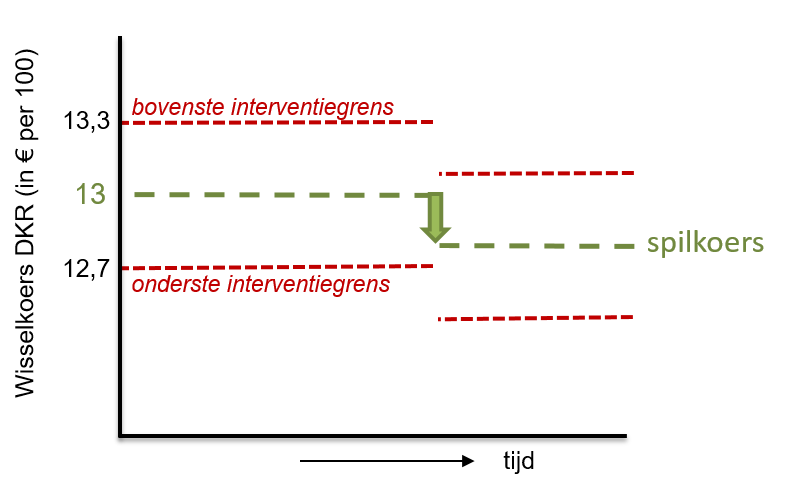 Wisselkoers DKR (in € per 100)
bovenste interventiegrens
13,3
13
spilkoers
12,7
onderste interventiegrens
tijd